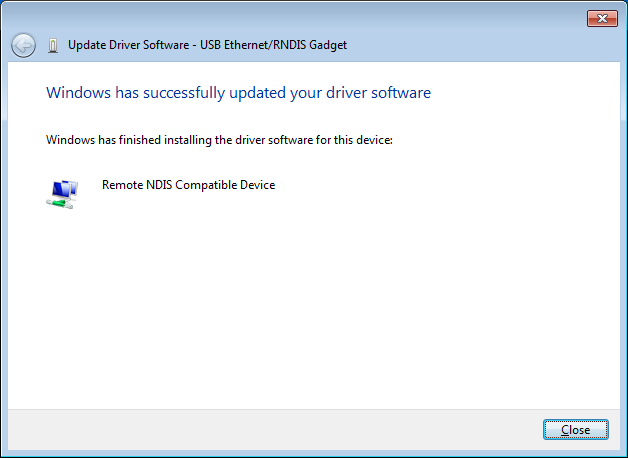 Update Driver Software - USB Ethernet/RNDIS Gadget
Windows has successfully updated your driver software
Windows has finished installing the driver software for this device:
Remote NDIS Compatible Device
Close